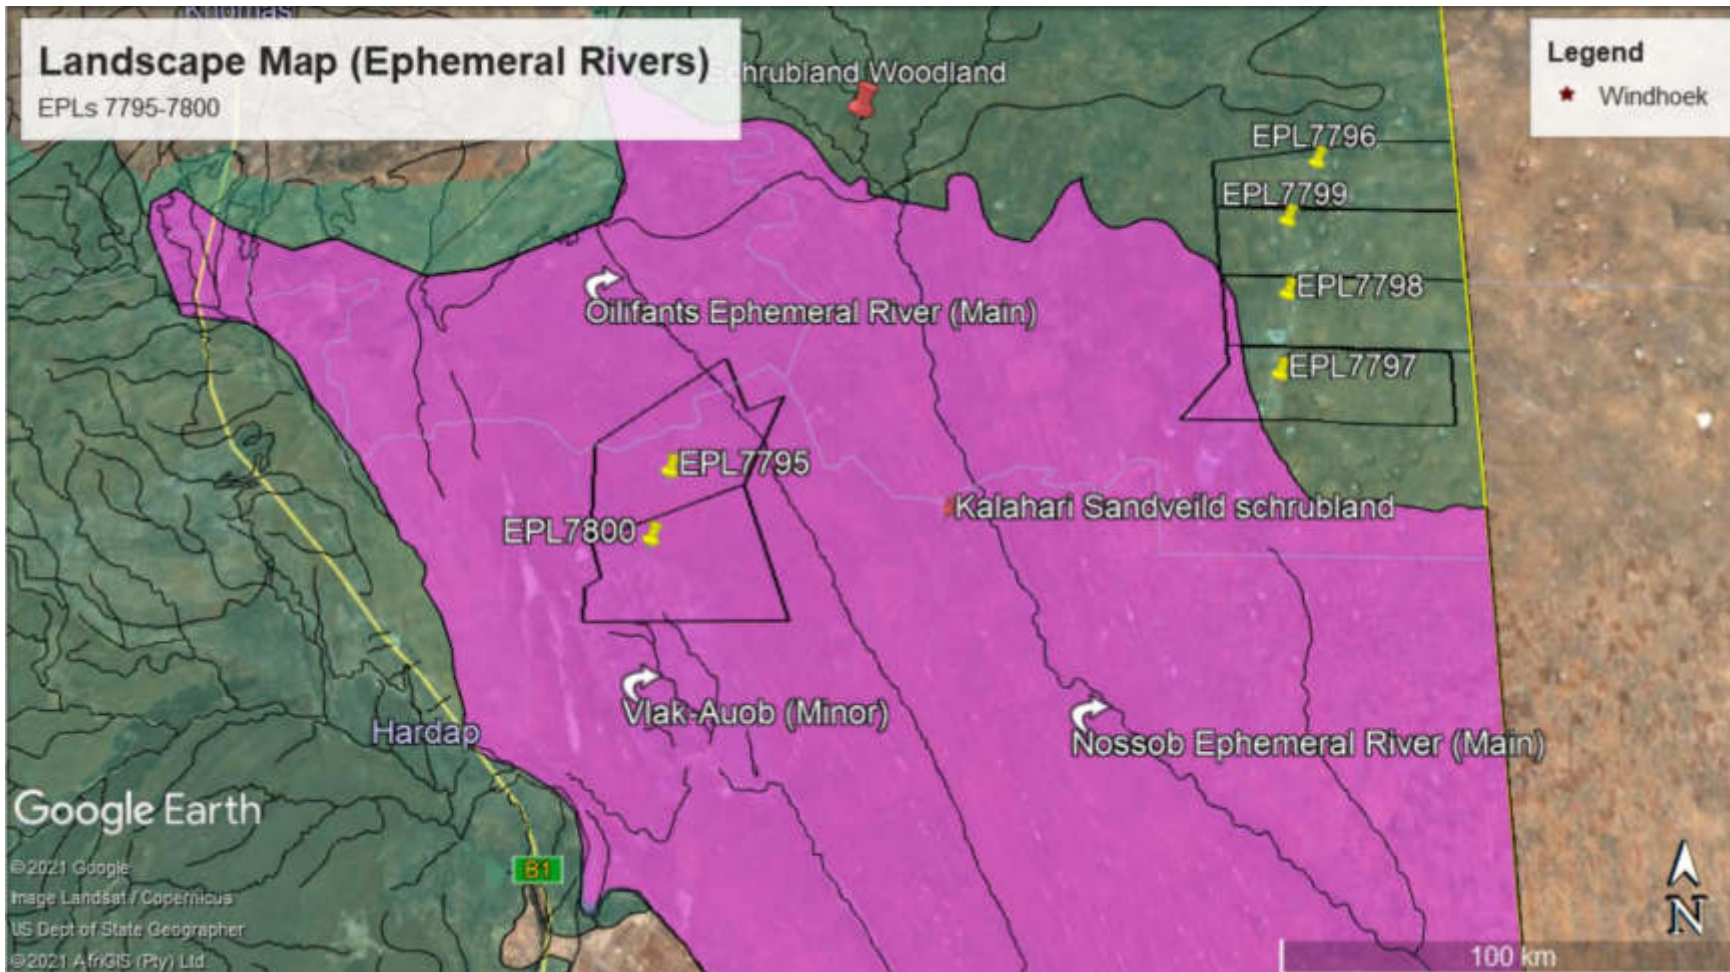 Khomas
Landscape Map (Ephemeral Rivers)
EPLs 7795-7800
Legend
Windhoek
chrubland Woodland
EPL7796
EPL7799
EPL7798
EPL7797
Oilifants Ephemeral River (Main)
EPL7795
Kalahari Sandveild schrubland
EPL7800
Vlak-Auob (Minor)
Hardap
Nossob Ephemeral River (Main)
Google Earth
B1
©2021 Google
Image Landsat / Copernicus
US Dept of State Geographer
©2021 AfriGIS (Pty) Ltd.
N
100 km